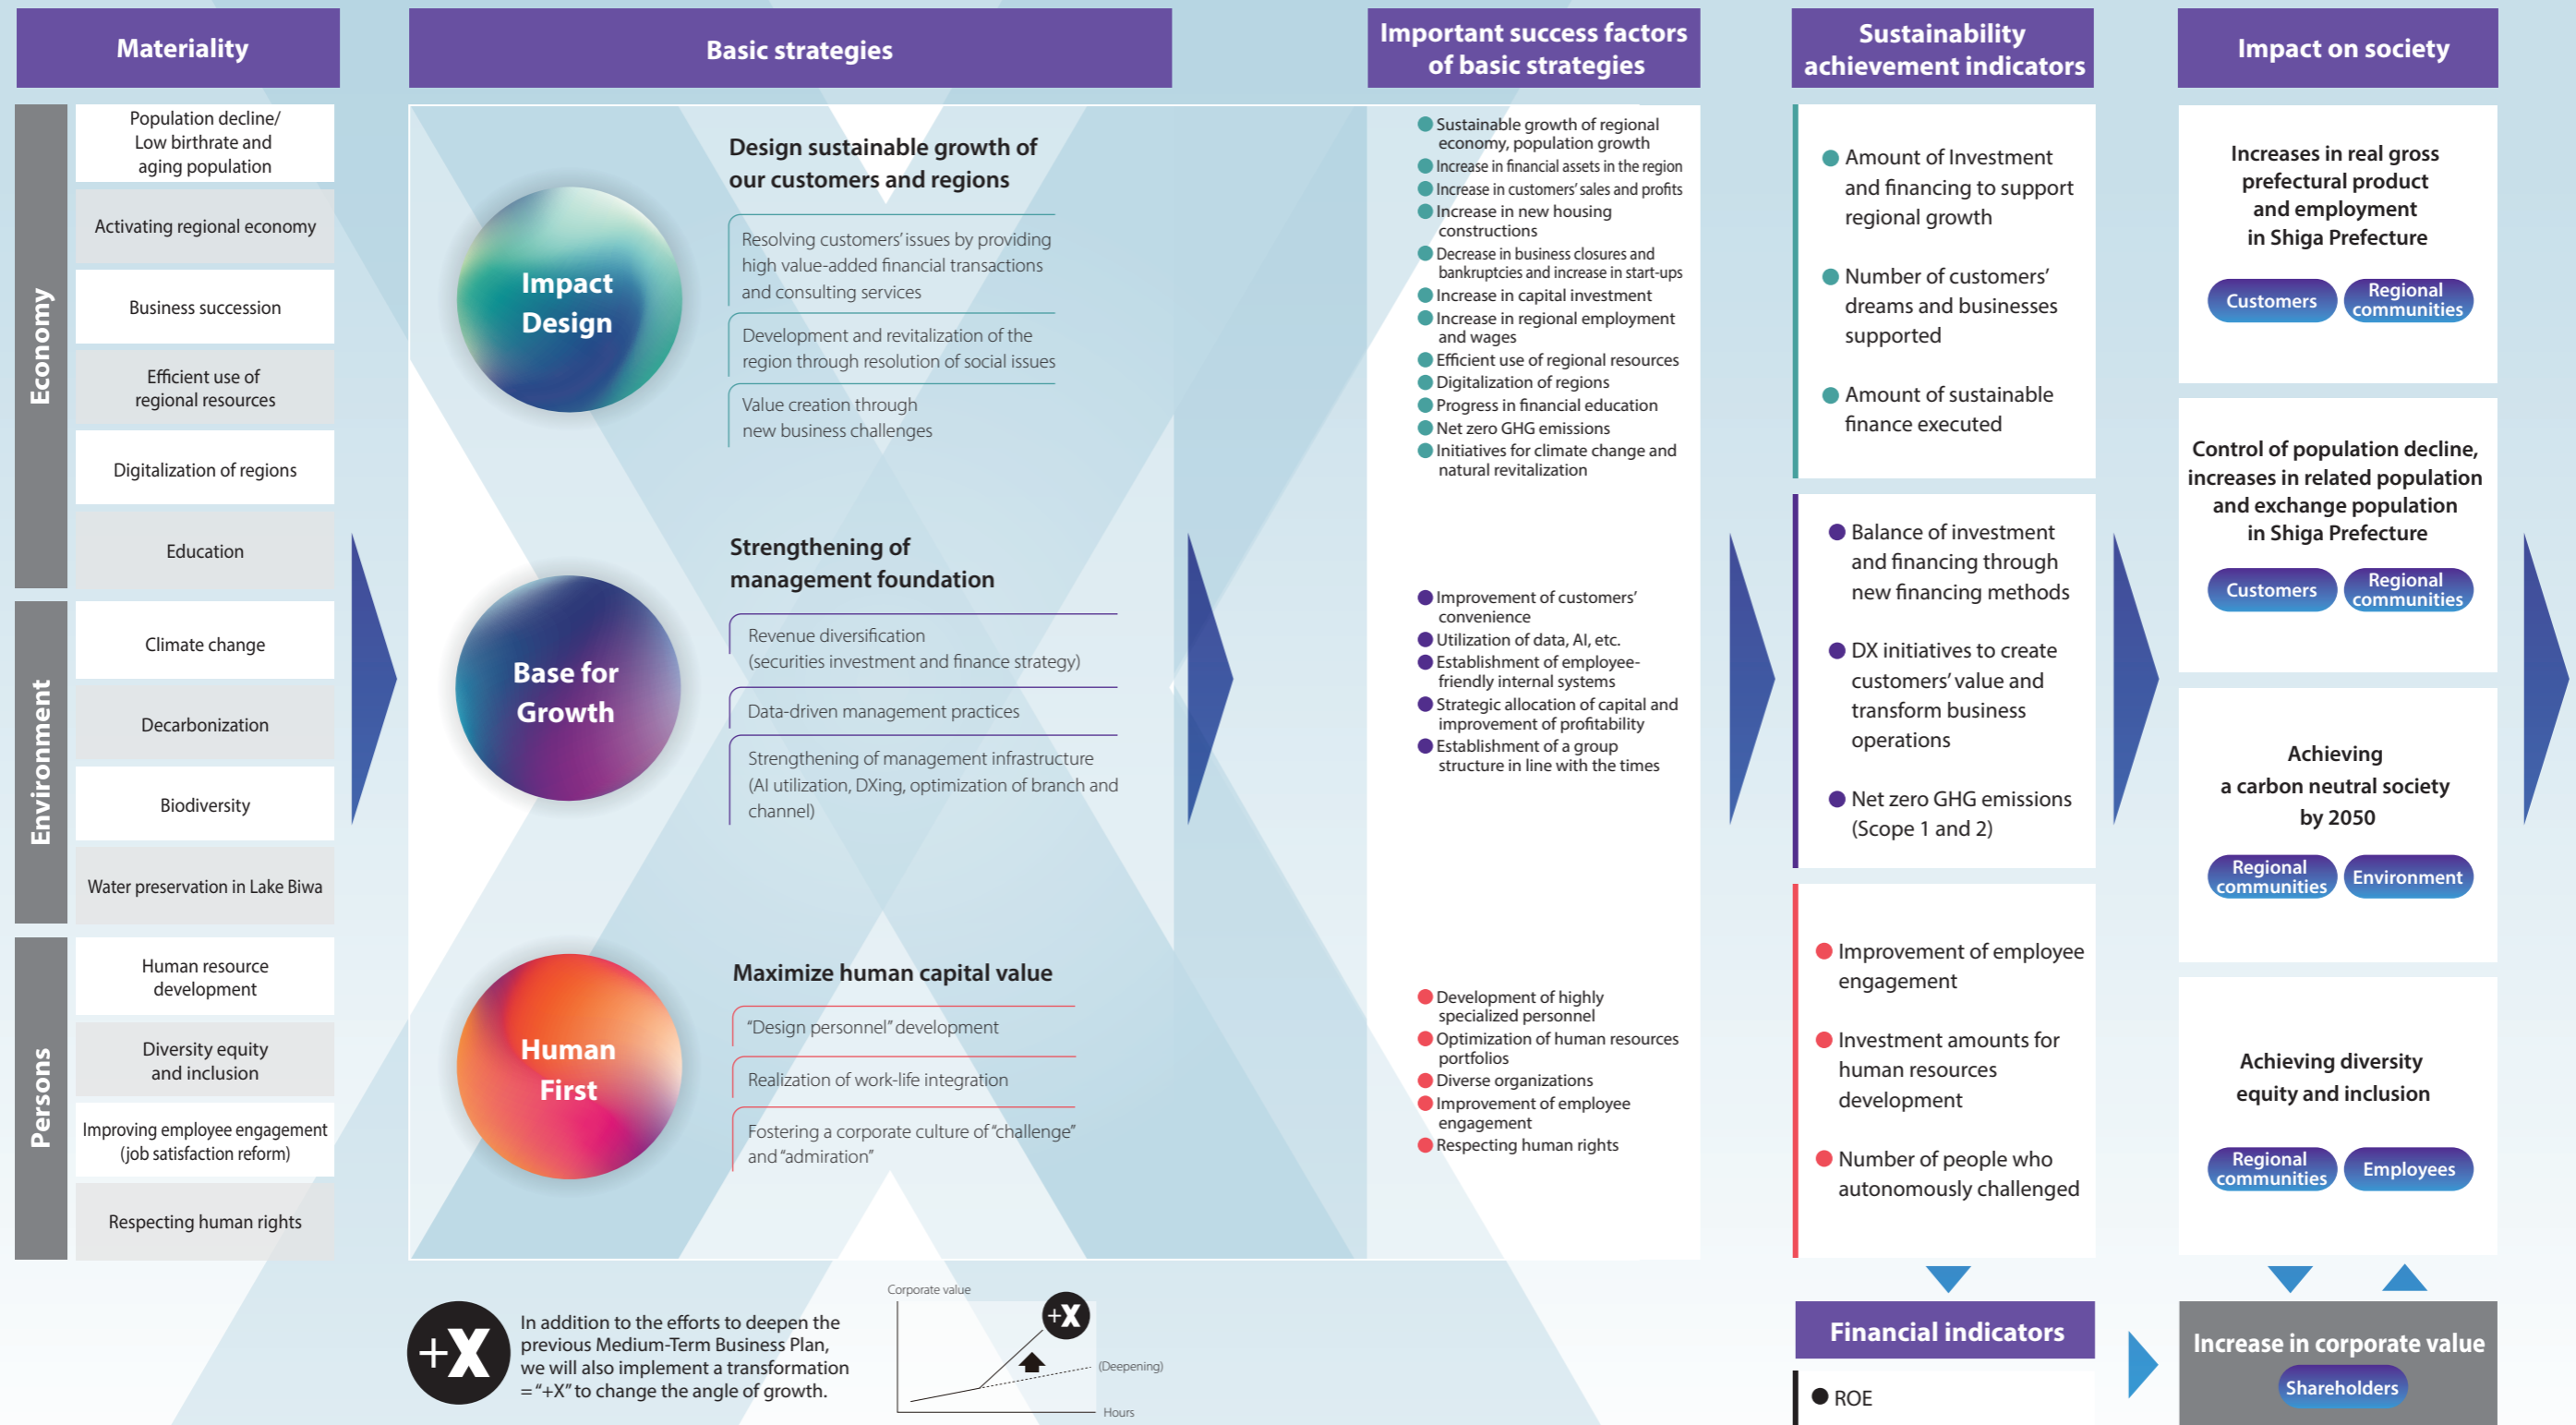 Materiality
Basic strategies
Important success factors
of basic strategies
Sustainability
achievement indicators
Impact on society
Economy
Population decline/
Low birthrate and
aging population
Activating regional economy
Business succession
Efficient use of
regional resources
Digitalization of regions
Education
Environment
Climate change
Decarbonization
Biodiversity
Water preservation in Lake Biwa
Persons
Human resource
development
Diversity equity
and inclusion
Improving employee engagement
(job satisfaction reform)
Respecting human rights
Impact
Design
Design sustainable growth of
our customers and regions
Resolving customers' issues by providing
high value-added financial transactions
and consulting services
Development and revitalization of the
region through resolution of social issues
Value creation through
new business challenges
Base for
Growth
Strengthening of
management foundation
Revenue diversification
(securities investment and finance strategy)
Data-driven management practices
Strengthening of management infrastructure
(AI utilization, DXing, optimization of branch and
channel)
Human
First
Maximize human capital value
"Design personnel" development
Realization of work-life integration
Fostering a corporate culture of "challenge"
and "admiration"
Sustainable growth of regional
economy, population growth
Increase in financial assets in the region
Increase in customers' sales and profits
Increase in new housing
constructions
Decrease in business closures and
bankruptcies and increase in start-ups
Increase in capital investment
Increase in regional employment
and wages
Efficient use of regional resources
Digitalization of regions
Progress in financial education
Net zero GHG emissions
Initiatives for climate change and
natural revitalization
Improvement of customers'
convenience
Utilization of data, AI, etc.
Establishment of employee-
friendly internal systems
Strategic allocation of capital and
improvement of profitability
Establishment of a group
structure in line with the times
Development of highly
specialized personnel
Optimization of human resources
portfolios
Diverse organizations
Improvement of employee
engagement
Respecting human rights
Amount of Investment
and financing to support
regional growth
Number of customers'
dreams and businesses
supported
Amount of sustainable
finance executed
Balance of investment
and financing through
new financing methods
DX initiatives to create
customers' value and
transform business
operations
Net zero GHG emissions
(Scope 1 and 2)
Improvement of employee
engagement
Investment amounts for
human resources
development
Number of people who
autonomously challenged
Increases in real gross
prefectural product
and employment
in Shiga Prefecture
Customers
Regional
communities
Control of population decline,
increases in related population
and exchange population
in Shiga Prefecture
Customers
Regional
communities
Achieving
a carbon neutral society
by 2050
Regional
communities
Environment
Achieving diversity
equity and inclusion
Regional
communities
Employees
+X
In addition to the efforts to deepen the
previous Medium-Term Business Plan,
we will also implement a transformation
= "+X" to change the angle of growth.
Corporate value
+X
(Deepening)
Hours
Financial indicators
ROE
Increase in corporate value
Shareholders